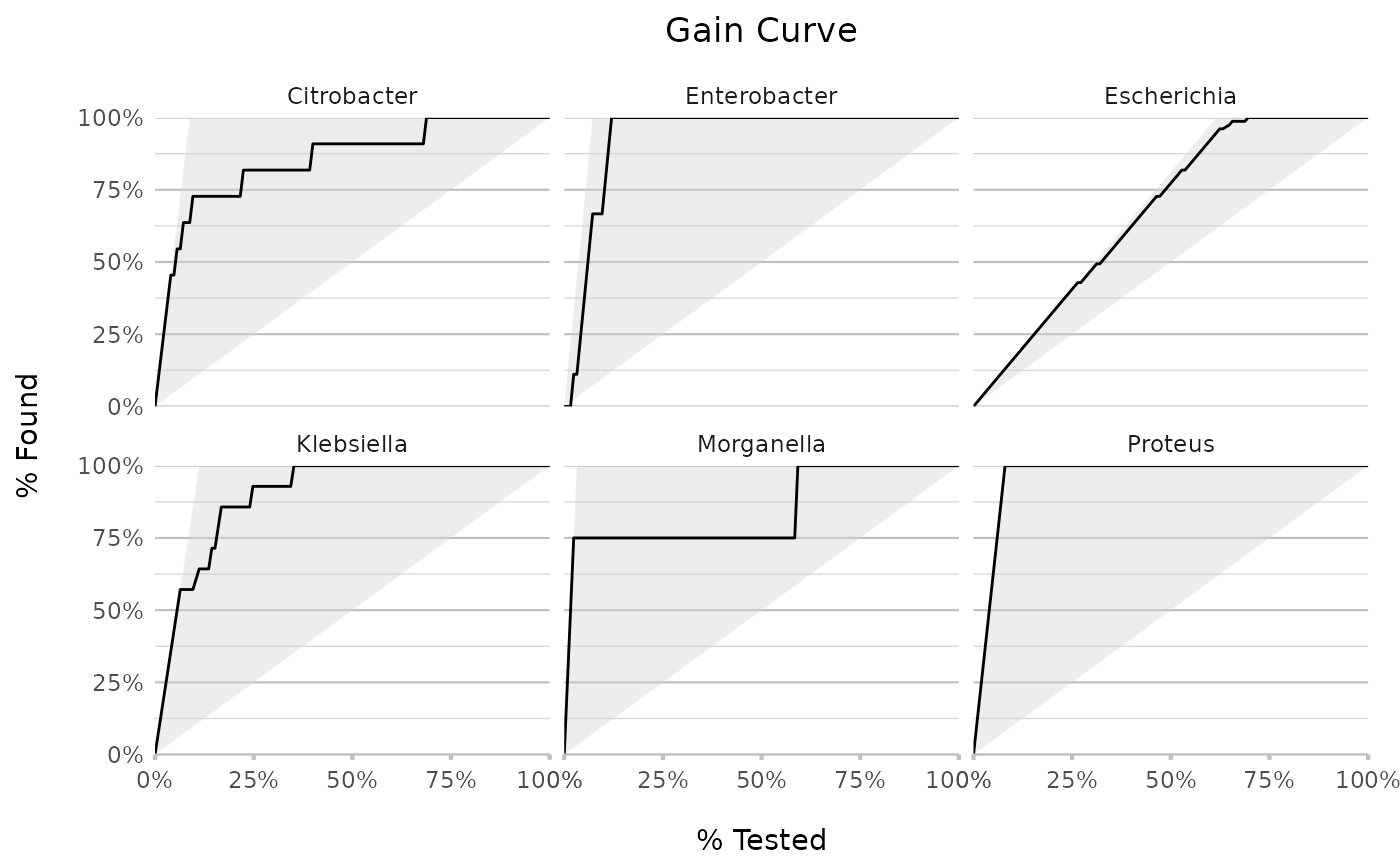 Gain Curve
Citrobacter Enterobacter Escherichia
100%
75%
50%
25%
0%
Klebsiella Morganella Proteus
100%
75%
50%
25%
0%
0% 25% 50% 75% 100% 0% 25% 50% 75% 100% 0% 25% 50% 75% 100%
% Found
% Tested